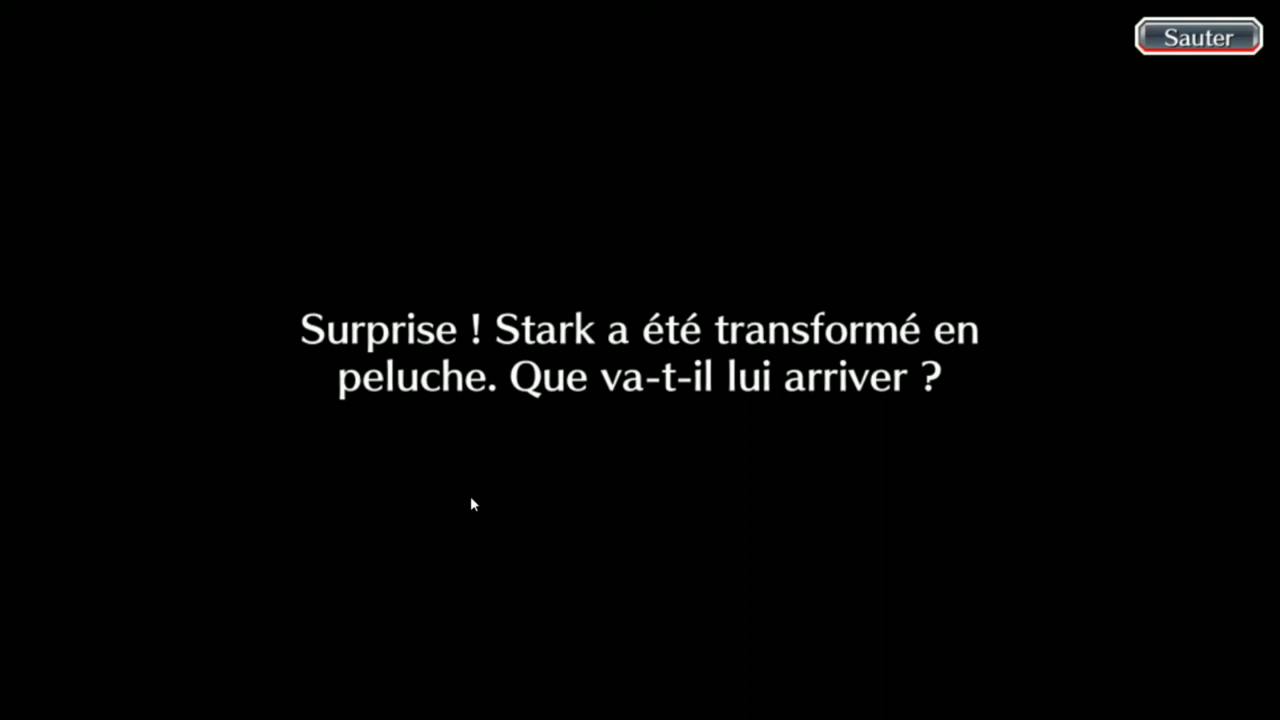 Sauter
Surprise ! Stark a été transformé en
peluche. Que va-t-il lui arriver ?